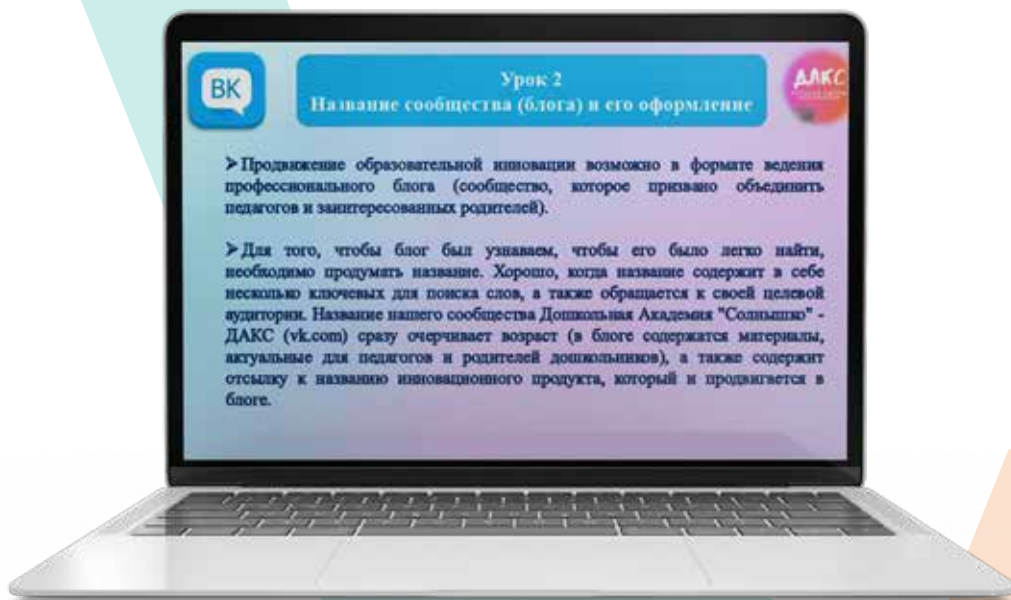 ВК
Урок 2
Название сообщества (блога) и его оформление
ДАКС
➤ Продвижение образовательной инновации возможно в формате ведения
профессионального блога (сообщество, которое призвано объединить
педагогов и заинтересованных родителей).
➤ Для того, чтобы блог был узнаваем, чтобы его было легко найти,
необходимо продумать название. Хорошо, когда название содержит в себе
несколько ключевых для поиска слов, а также обращается к своей целевой
аудитории. Название нашего сообщества Дошкольная Академия "Солнышко" -
ДАКС (vk.com) сразу очерчивает возраст (в блоге содержатся материалы,
актуальные для педагогов и родителей дошкольников), а также содержит
отсылку к названию инновационного продукта, который и продвигается в
блоге.